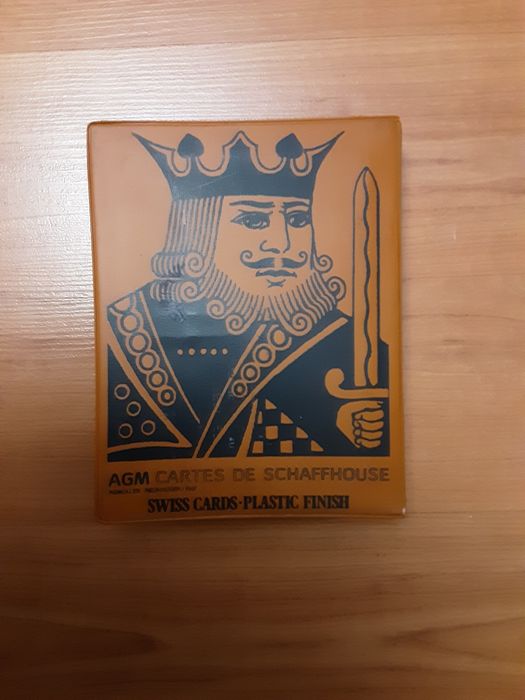 AGM CARTES DE SCHAFFHOUSE
SWISS CARDS-PLASTIC FINISH